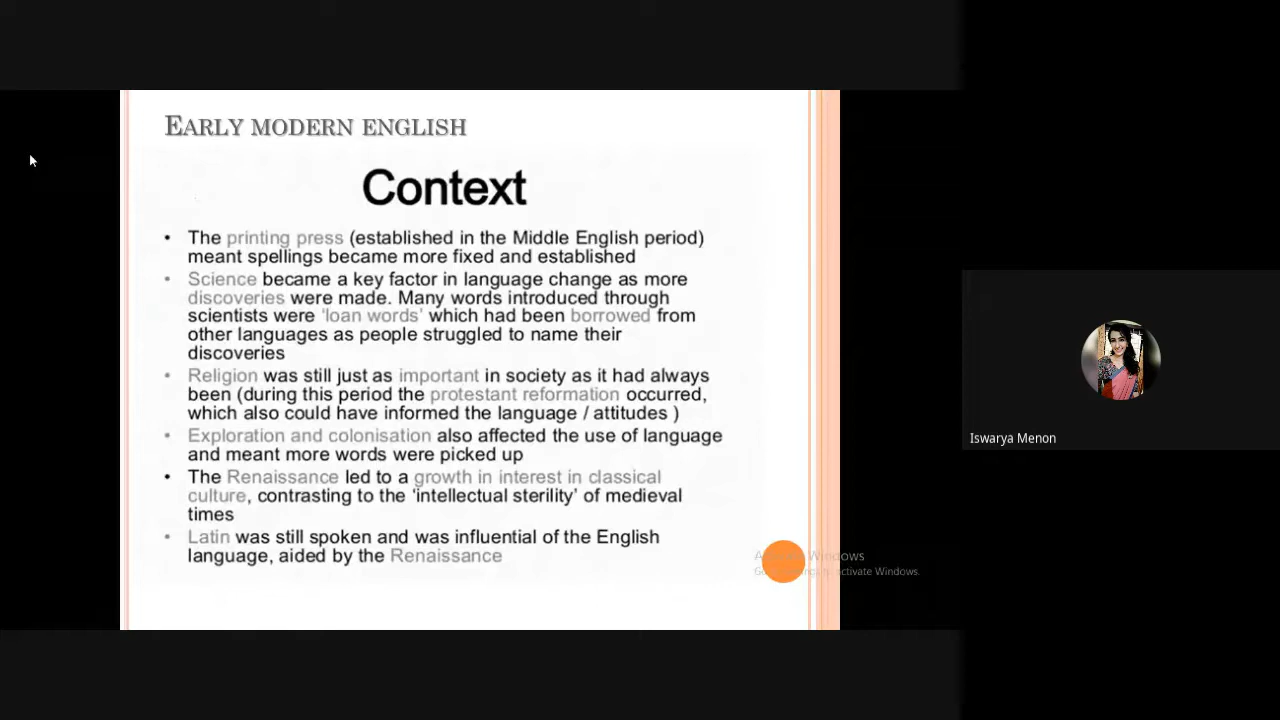 EARLY MODERN ENGLISH
Context
• The printing press (established in the Middle English period)
meant spellings became more fixed and established
• Science became a key factor in language change as more
discoveries were made. Many words introduced through
scientists were ‘loan words’ which had been borrowed from
other languages as people struggled to name their
discoveries
• Religion was still just as important in society as it had always
been (during this period the protestant reformation occurred,
which also could have informed the language / attitudes )
• Exploration and colonisation also affected the use of language
and meant more words were picked up
• The Renaissance led to a growth in interest in classical
culture, contrasting to the ‘intellectual sterility’ of medieval
times
• Latin was still spoken and was influential of the English
language, aided by the Renaissance
Windows
activate Windows.
Iswarya Menon